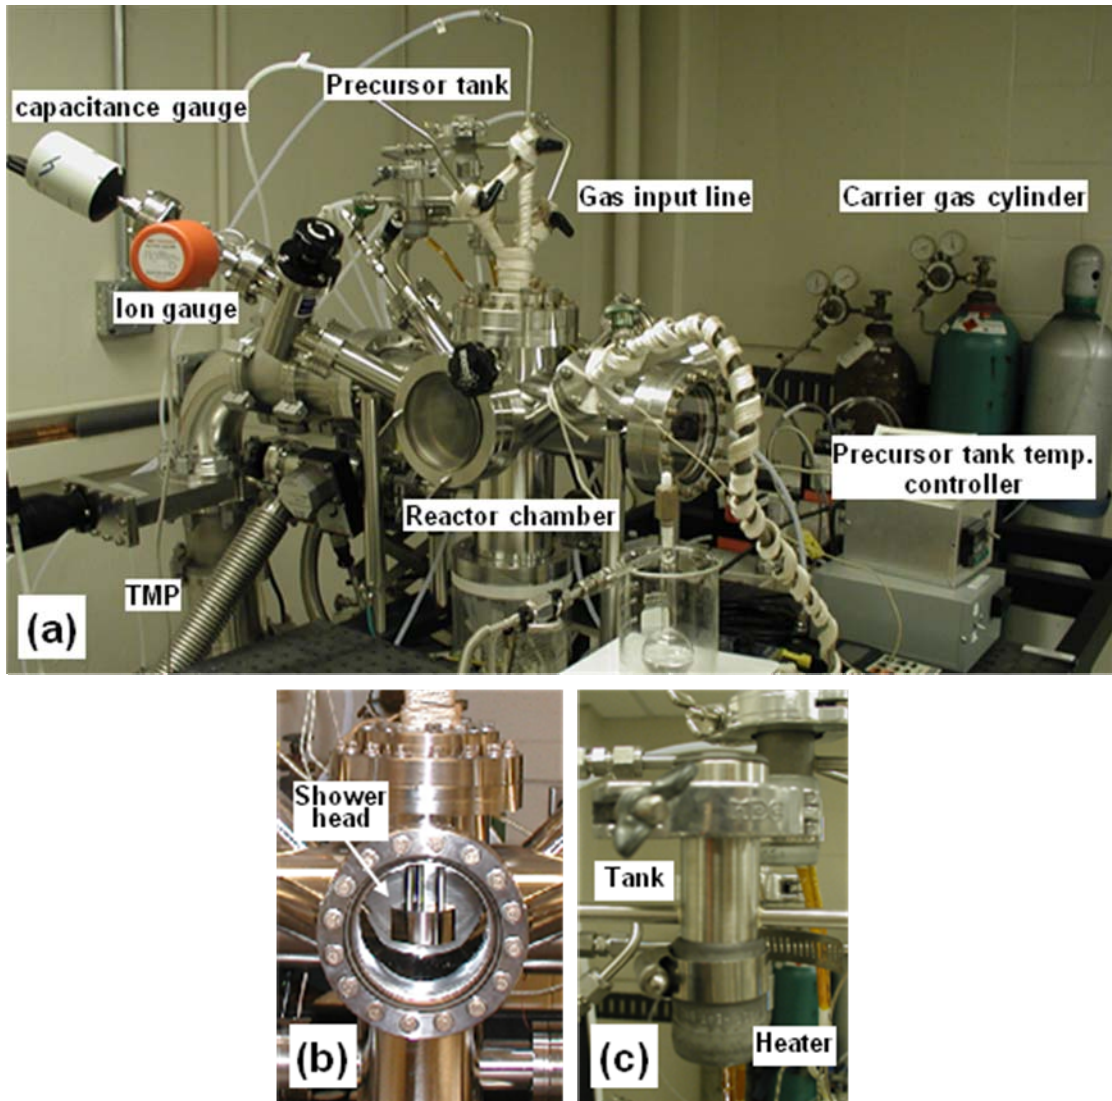 Precursor tank
capacitance gauge
Gas input line
Carrier gas cylinder
Ion gauge
Precursor tank temp.
controller
Reactor chamber
TMP
(a)
Shower
head
(b)
Tank
Heater
(c)